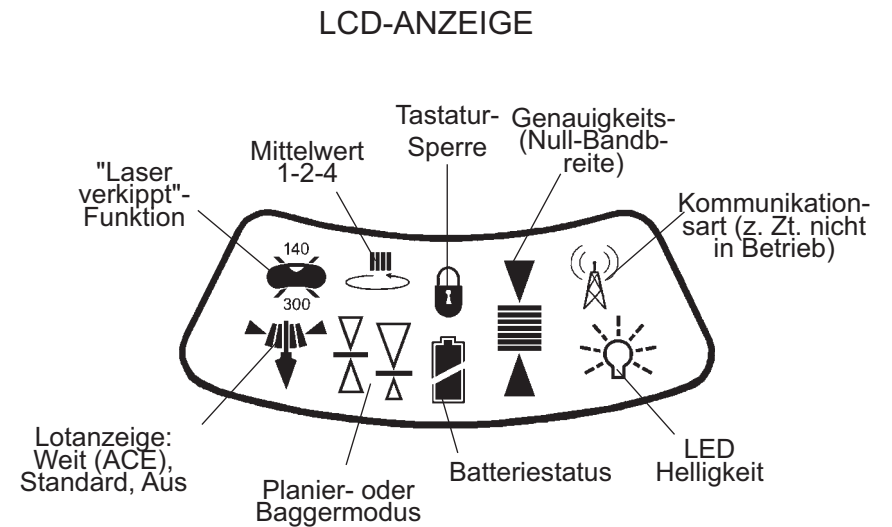 LCD-ANZEIGE
Tastatur-
Sperre
Genauigkeits-
(Null-Bandb-
reite)
Mittelwert
1-2-4
"Laser
verkippt"-
Funktion
Kommunikation-
sart (z. Zt. nicht
in Betrieb)
140
300
Lotanzeige:
Weit (ACE),
Standard, Aus
Planier- oder
Baggermodus
Batteriestatus
LED
Helligkeit